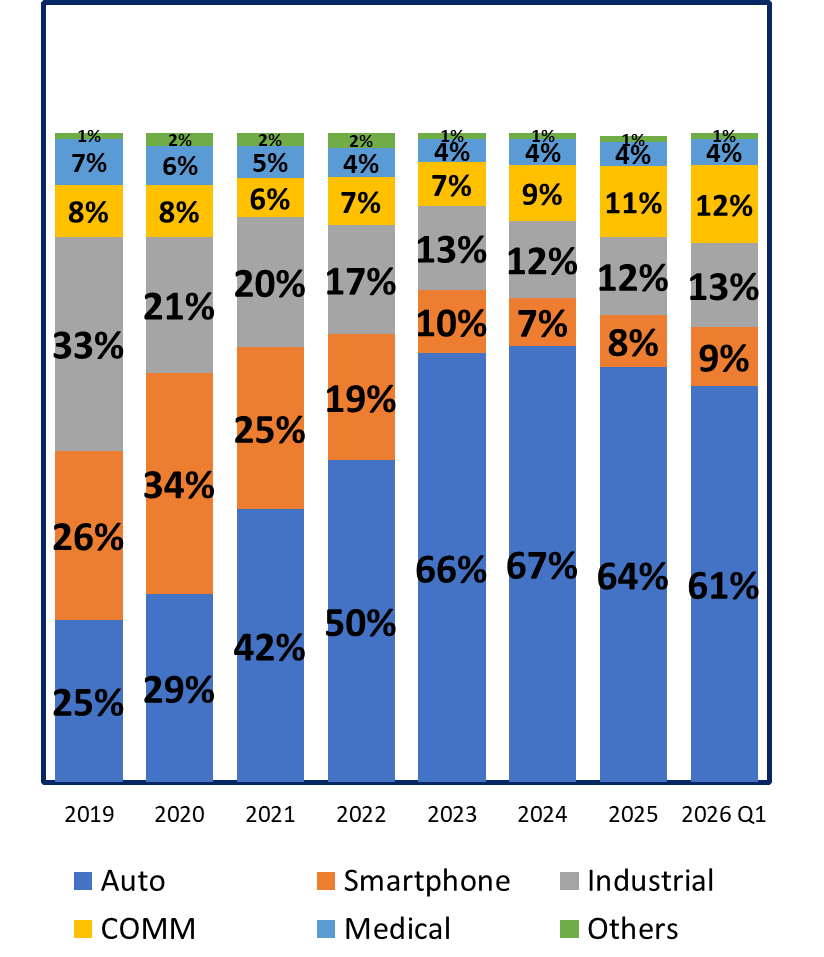 1% 2% 2% 2% 1% 1% 1% 1%
7% 6% 5% 4% 4% 4% 4% 4%
8% 8% 6% 7% 7% 9% 11% 12%
33% 21% 20% 17% 13% 12% 12% 13%
26% 34% 25% 19% 10% 7% 8% 9%
25% 29% 42% 50% 66% 67% 64% 61%
2019 2020 2021 2022 2023 2024 2025 2026 Q1
Auto Smartphone Industrial
COMM Medical Others